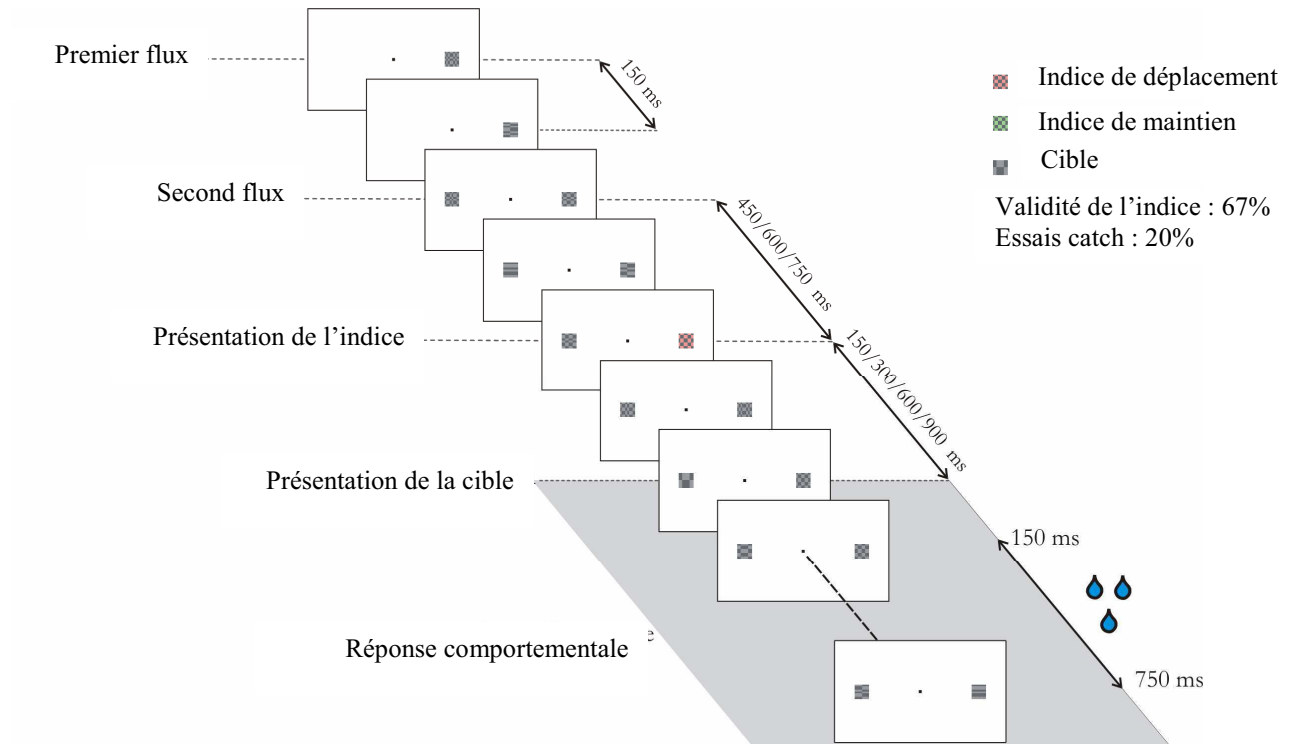 Premier flux
150 ms
Indice de déplacement
Indice de maintien
Cible
Second flux
Validité de l'indice : 67%
Essais catch : 20%
450/600/750 ms
Présentation de l'indice
150/300/600/900 ms
Présentation de la cible
150 ms
Réponse comportementale
750 ms